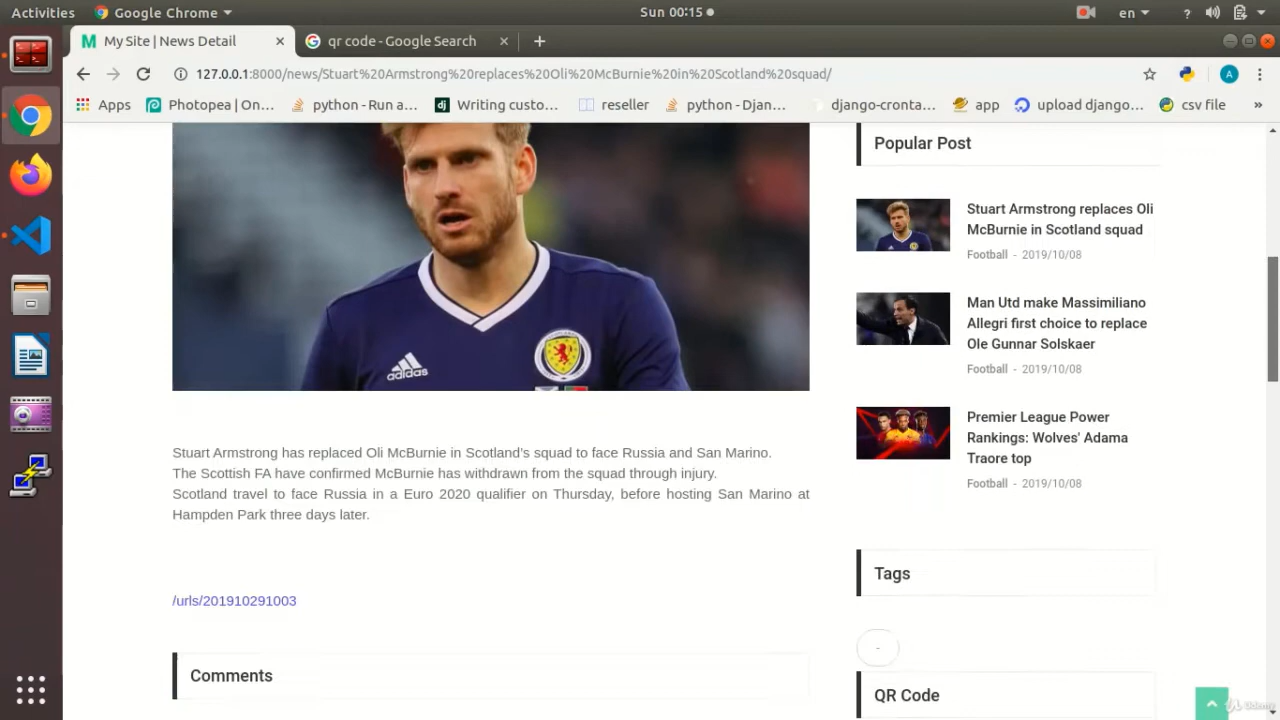 Activities
Google Chrome
Sun 00:15
en
?
My Site | News Detail
qr code - Google Search
127.0.0.1:8000/news/Stuart%20Armstrong%20replaces%20Oli%20McBurnie%20in%20Scotland%20squad/
A
Apps
Photopea | On...
python - Run a...
Writing custo...
reseller
python - Djan...
django-cronta...
app
upload django...
csv file
»
adidas
Stuart Armstrong has replaced Oli McBurnie in Scotland's squad to face Russia and San Marino.
The Scottish FA have confirmed McBurnie has withdrawn from the squad through injury.
Scotland travel to face Russia in a Euro 2020 qualifier on Thursday, before hosting San Marino at
Hampden Park three days later.
/urls/201910291003
Comments
Popular Post
Stuart Armstrong replaces Oli
McBurnie in Scotland squad
Football - 2019/10/08
Man Utd make Massimiliano
Allegri first choice to replace
Ole Gunnar Solskaer
Football - 2019/10/08
Premier League Power
Rankings: Wolves' Adama
Traore top
Football - 2019/10/08
Tags
-
QR Code
Udemy